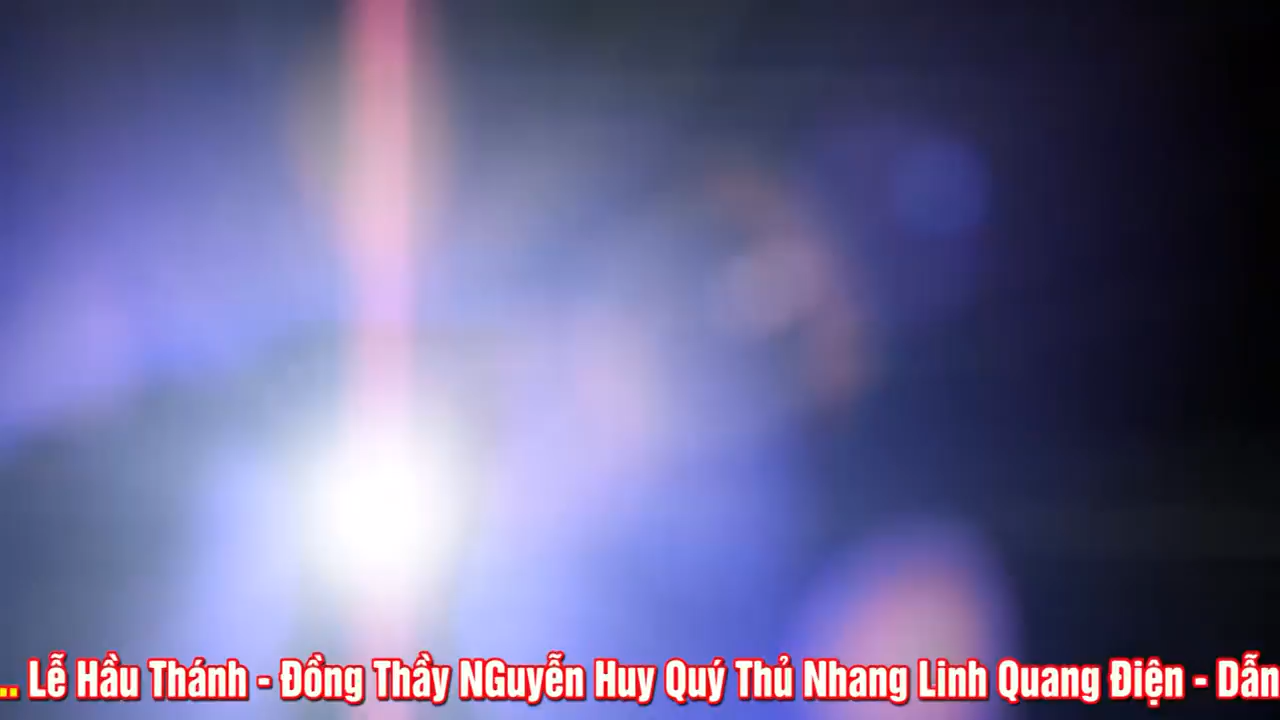 .. Lễ Hầu Thánh - Đồng Thầy NGuyễn Huy Quý Thủ Nhang Linh Quang Điện - Dẫn